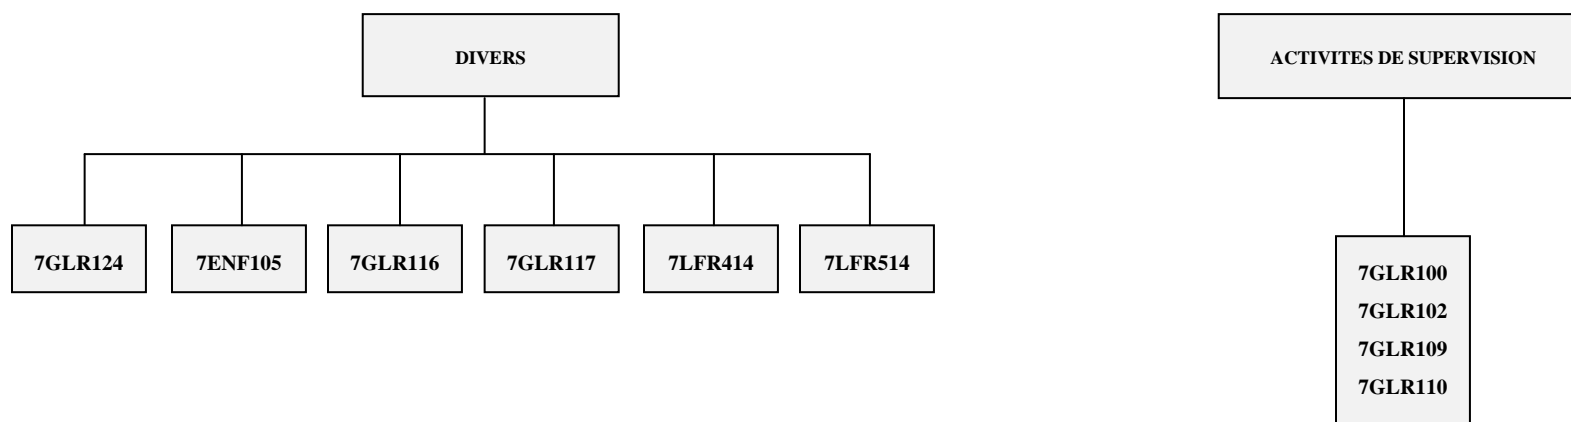 DIVERS
ACTIVITES DE SUPERVISION
7GLR124
7ENF105
7GLR116
7GLR117
7LFR414
7LFR514
7GLR100
7GLR102
7GLR109
7GLR110